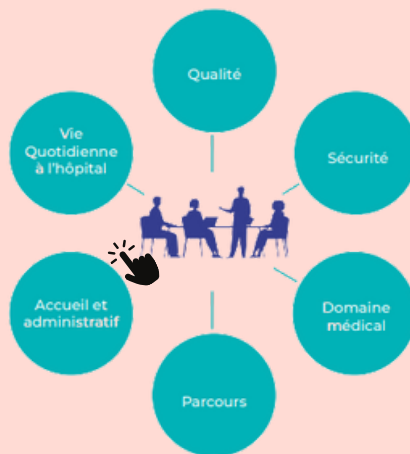 Qualité
Vie
Quotidienne
à l'hôpital
Sécurité
Accueil et
administratif
Domaine
médical
Parcours